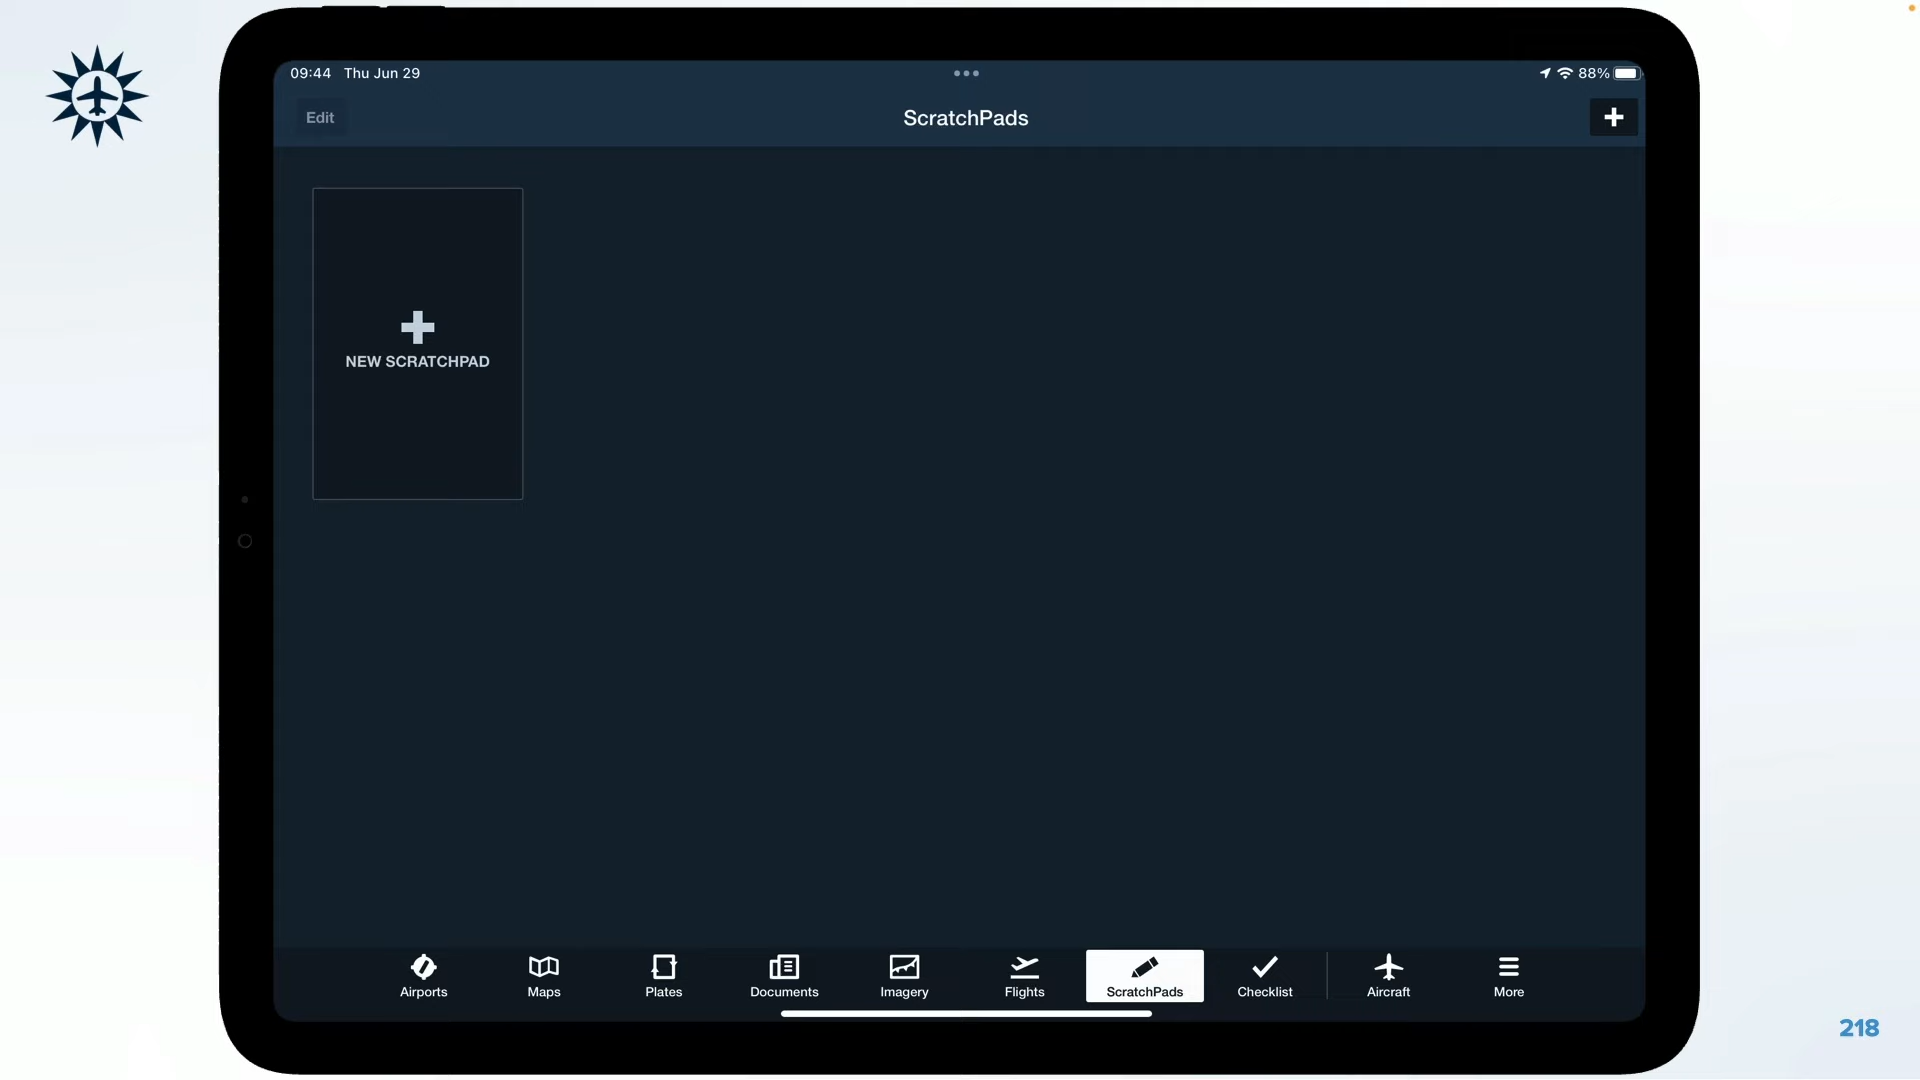 09:44 Thu Jun 29
88%
Edit
ScratchPads
NEW SCRATCHPAD
Airports
Maps
Plates
Documents
Imagery
Flights
ScratchPads
Checklist
Aircraft
More
218